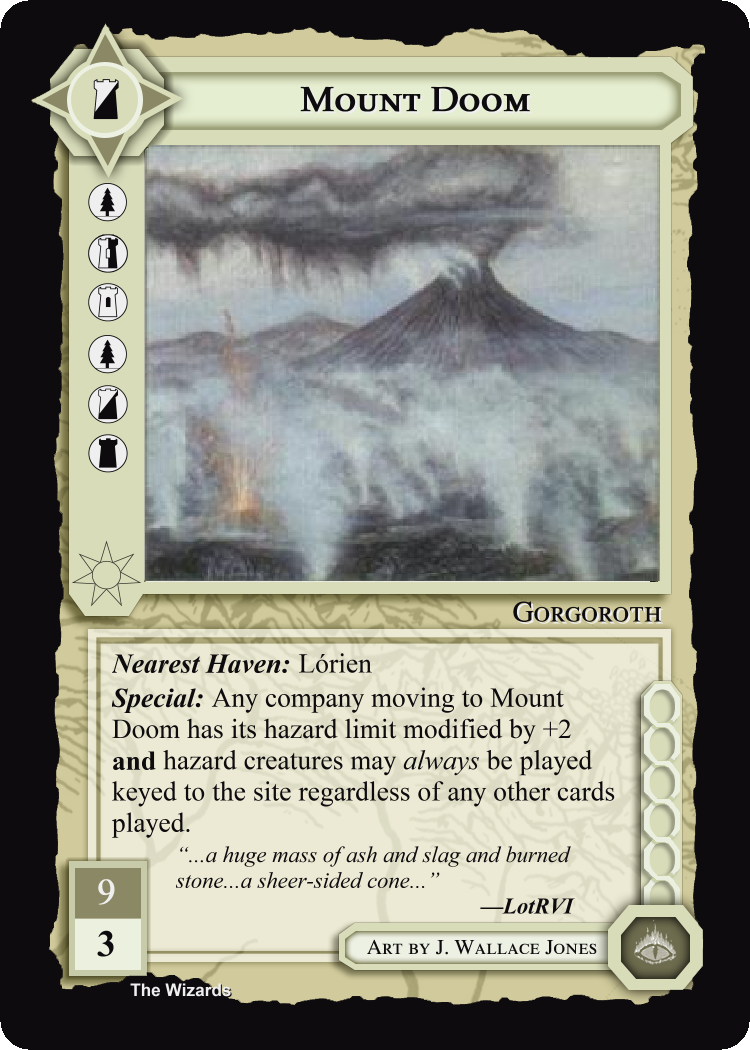 Mount Doom
Gorgoroth
Nearest Haven: Lórien
Special: Any company moving to Mount
Doom has its hazard limit modified by +2
and hazard creatures may always be played
keyed to the site regardless of any other cards
played.
“...a huge mass of ash and slag and burned
stone...a sheer-sided cone...”
—LotRVI
9
3
Art by J. Wallace Jones
The Wizards